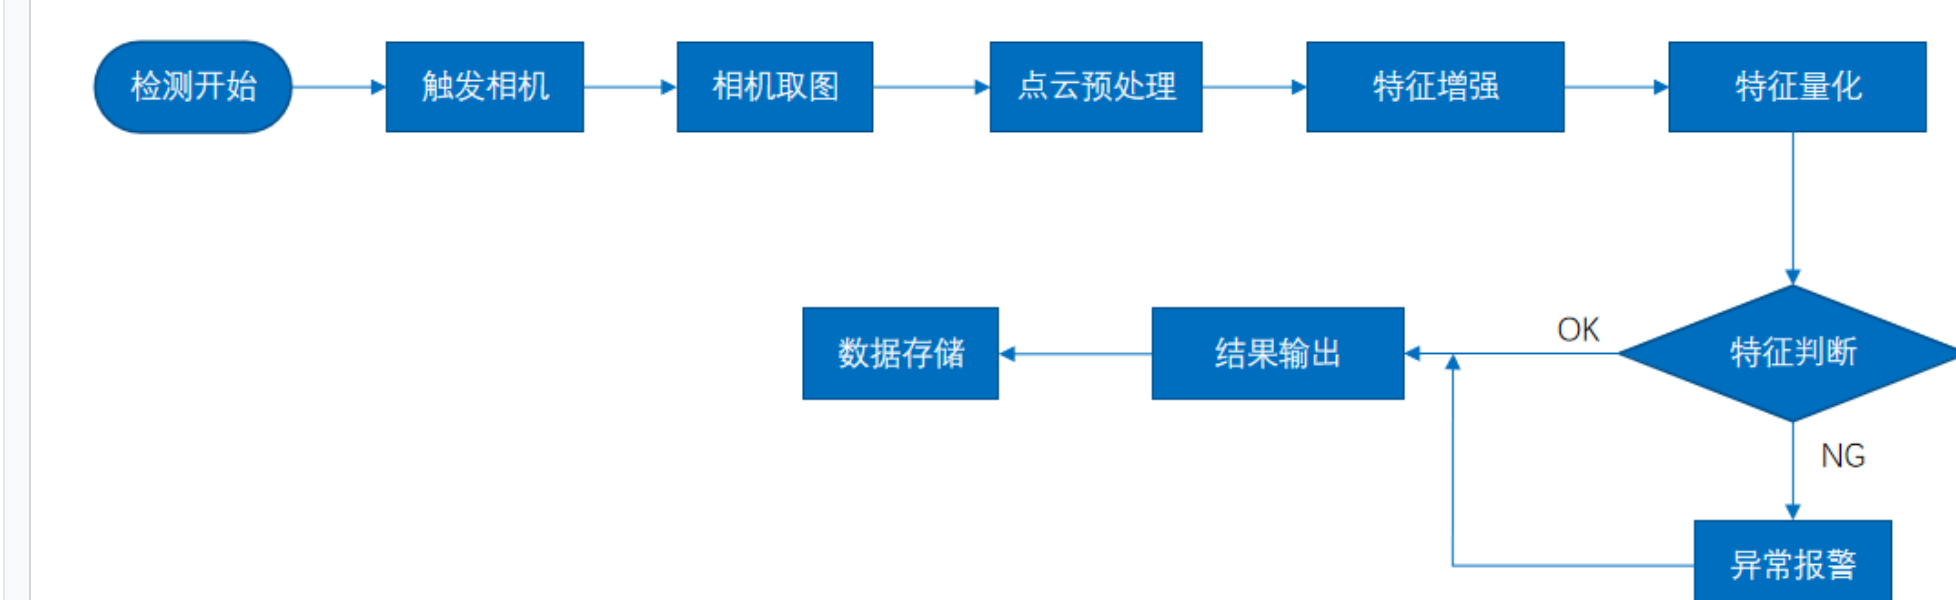 检测开始
触发相机
相机取图
点云预处理
特征增强
特征量化
数据存储
结果输出
OK
特征判断
NG
异常报警